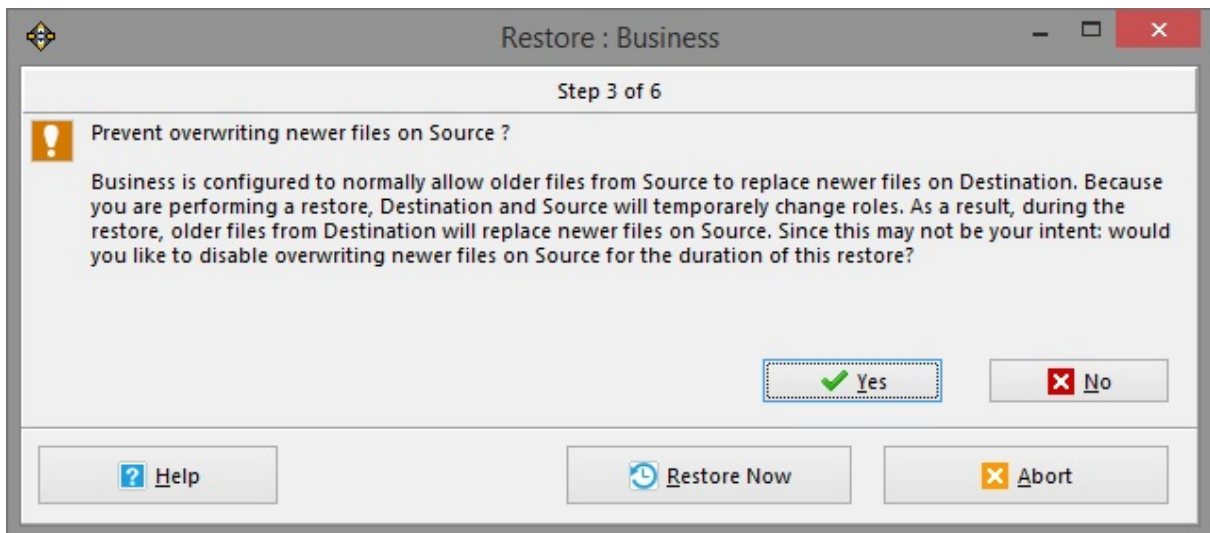 Restore : Business
Step 3 of 6
Prevent overwriting newer files on Source ?
Business is configured to normally allow older files from Source to replace newer files on Destination. Because
you are performing a restore, Destination and Source will temporarely change roles. As a result, during the
restore, older files from Destination will replace newer files on Source. Since this may not be your intent: would
you like to disable overwriting newer files on Source for the duration of this restore?
Yes
No
Help
Restore Now
Abort